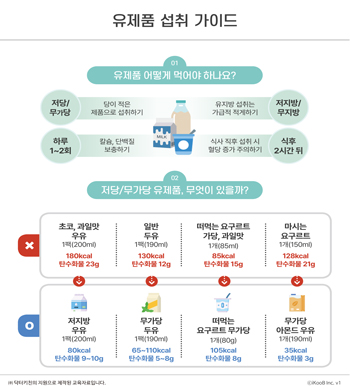 유제품 섭취 가이드
01
유제품 어떻게 먹어야 하나요?
저당/
무가당
당이 적은
제품으로 섭취하기
유지방 섭취는
가급적 적게하기
저지방/
무지방
하루
1~2회
칼슘, 단백질
보충하기
식사 직후 섭취 시
혈당 증가 주의하기
식후
2시간 뒤
MILK
02
저당/무가당 유제품, 무엇이 있을까?
초코, 과일맛
우유
1팩(200ml)
180kcal
탄수화물 23g
일반
두유
1팩(190ml)
130kcal
탄수화물 12g
떠먹는 요구르트
가당, 과일맛
1개(85ml)
85kcal
탄수화물 15g
마시는
요구르트
1개(150ml)
128kcal
탄수화물 21g
저지방
우유
1팩(200ml)
80kcal
탄수화물 9~10g
무가당
두유
1팩(190ml)
65~110kcal
탄수화물 5~8g
떠먹는
요구르트 무가당
1개(80g)
105kcal
탄수화물 8g
무가당
아몬드 우유
1개(190ml)
35kcal
탄수화물 3g
닥터키친의 지원으로 제작된 교육자료입니다.